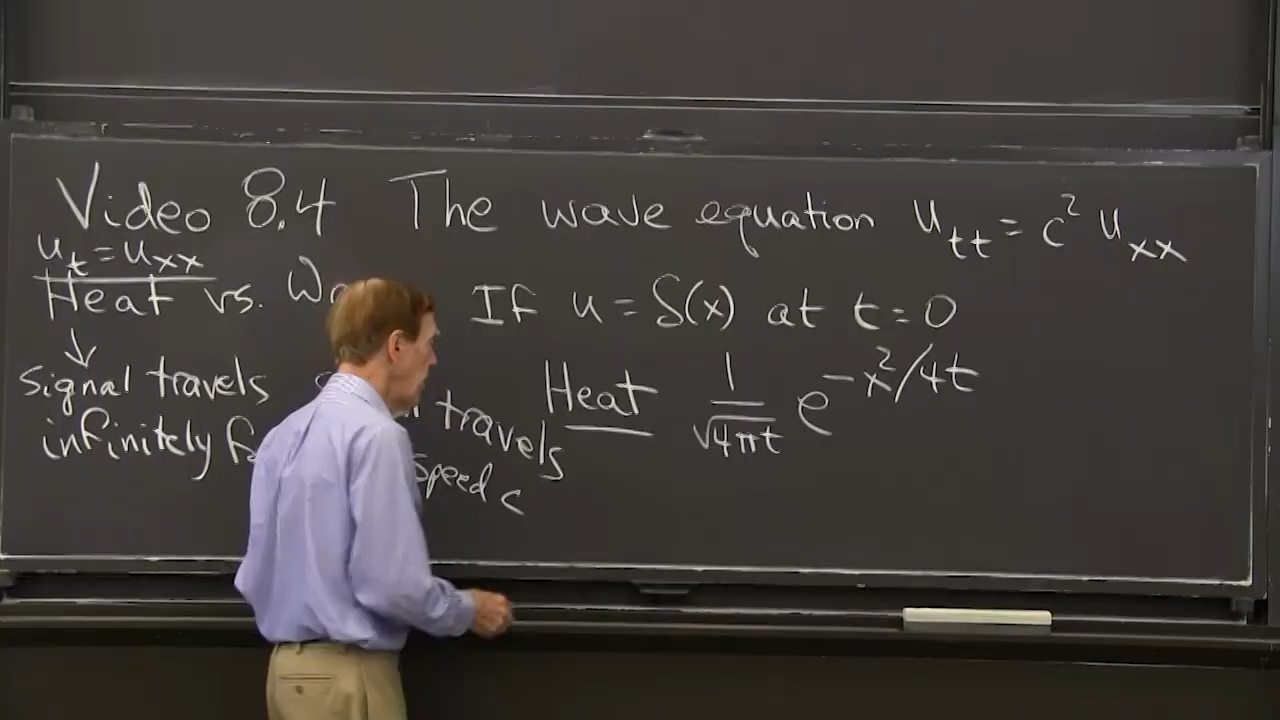 Video 8.4 The wave equation u_tt = c² u_xx
u_t = u_xx
Heat vs. Wa
If u = δ(x) at t = 0
↓
Signal travels
infinitely fa
travels
speed c
Heat 1/√4πt e^(-x²/4t)